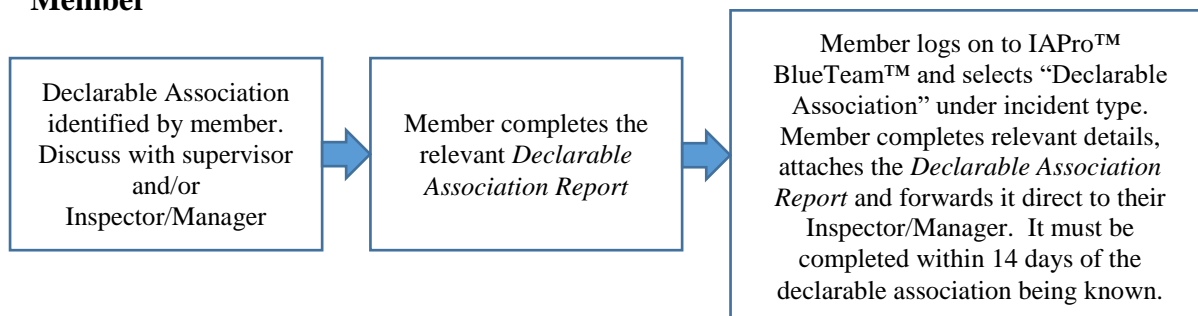 Member
Declarable Association
identified by member.
Discuss with supervisor
and/or
Inspector/Manager
Member completes the
relevant Declarable
Association Report
Member logs on to IAPro™
BlueTeam™ and selects “Declarable
Association” under incident type.
Member completes relevant details,
attaches the Declarable Association
Report and forwards it direct to their
Inspector/Manager.  It must be
completed within 14 days of the
declarable association being known.